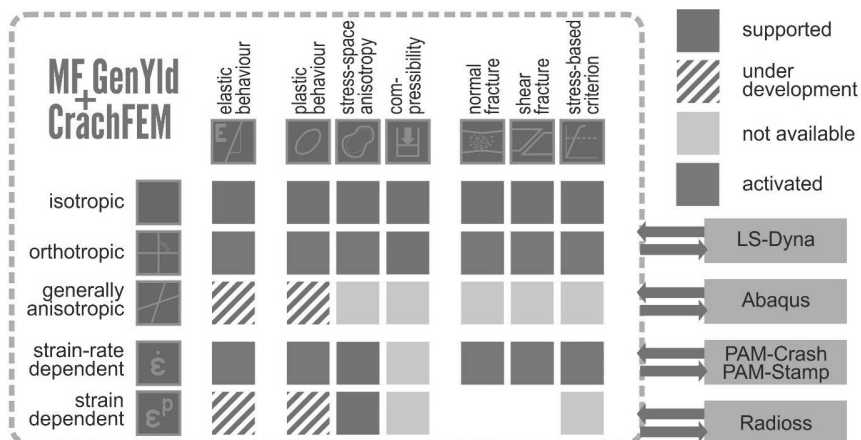 MF GenYld
+
CrachFEM
elastic
behaviour
plastic
behaviour
stress-space
anisotropy
com-
pressibility
normal
fracture
shear
fracture
stress-based
criterion
E
supported
under
development
not available
activated
isotropic
orthotropic
generally
anisotropic
strain-rate
dependent
ε̇
strain
dependent
εᵖ
LS-Dyna
Abaqus
PAM-Crash
PAM-Stamp
Radioss